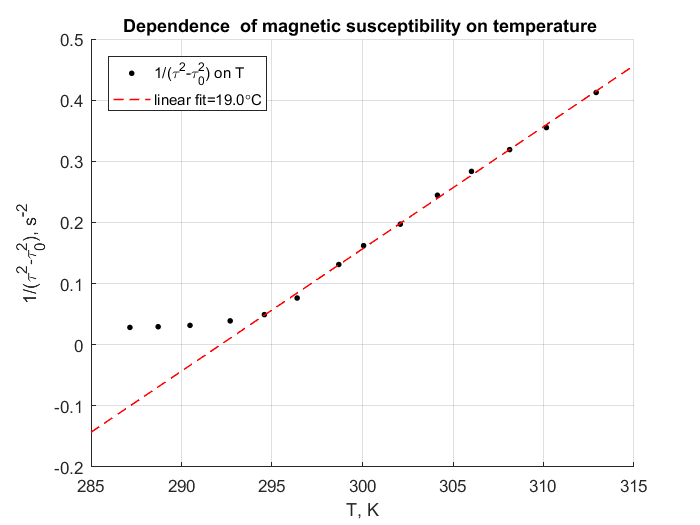 Dependence  of magnetic susceptibility on temperature
0.5
0.4
0.3
0.2
0.1
0
-0.1
-0.2
1/(τ²-τ₀²), s⁻²
1/(τ²-τ₀²) on T
linear fit=19.0°C
285 290 295 300 305 310 315
T, K